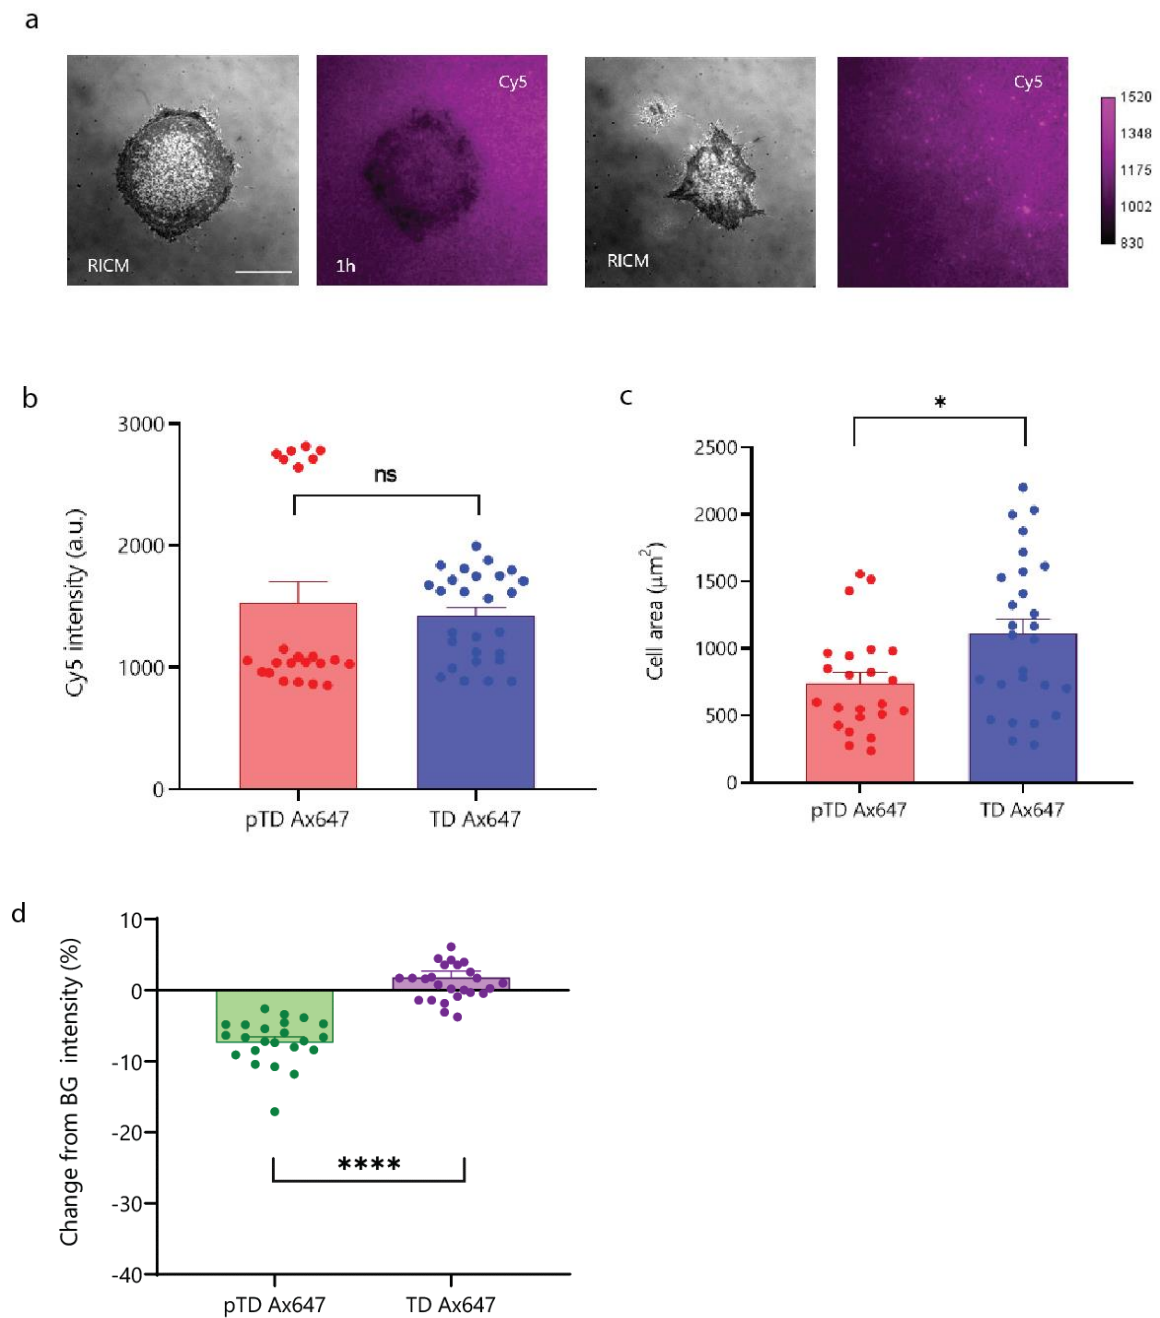 a
RICM
Cy5
1h
RICM
Cy5
1520
1348
1175
1002
830
b
Cy5 intensity (a.u.)
3000
2000
1000
0
ns
pTD Ax647
TD Ax647
c
Cell area (μm²)
2500
2000
1500
1000
500
0
*
pTD Ax647
TD Ax647
d
Change from BG intensity (%)
10
0
-10
-20
-30
-40
****
pTD Ax647
TD Ax647